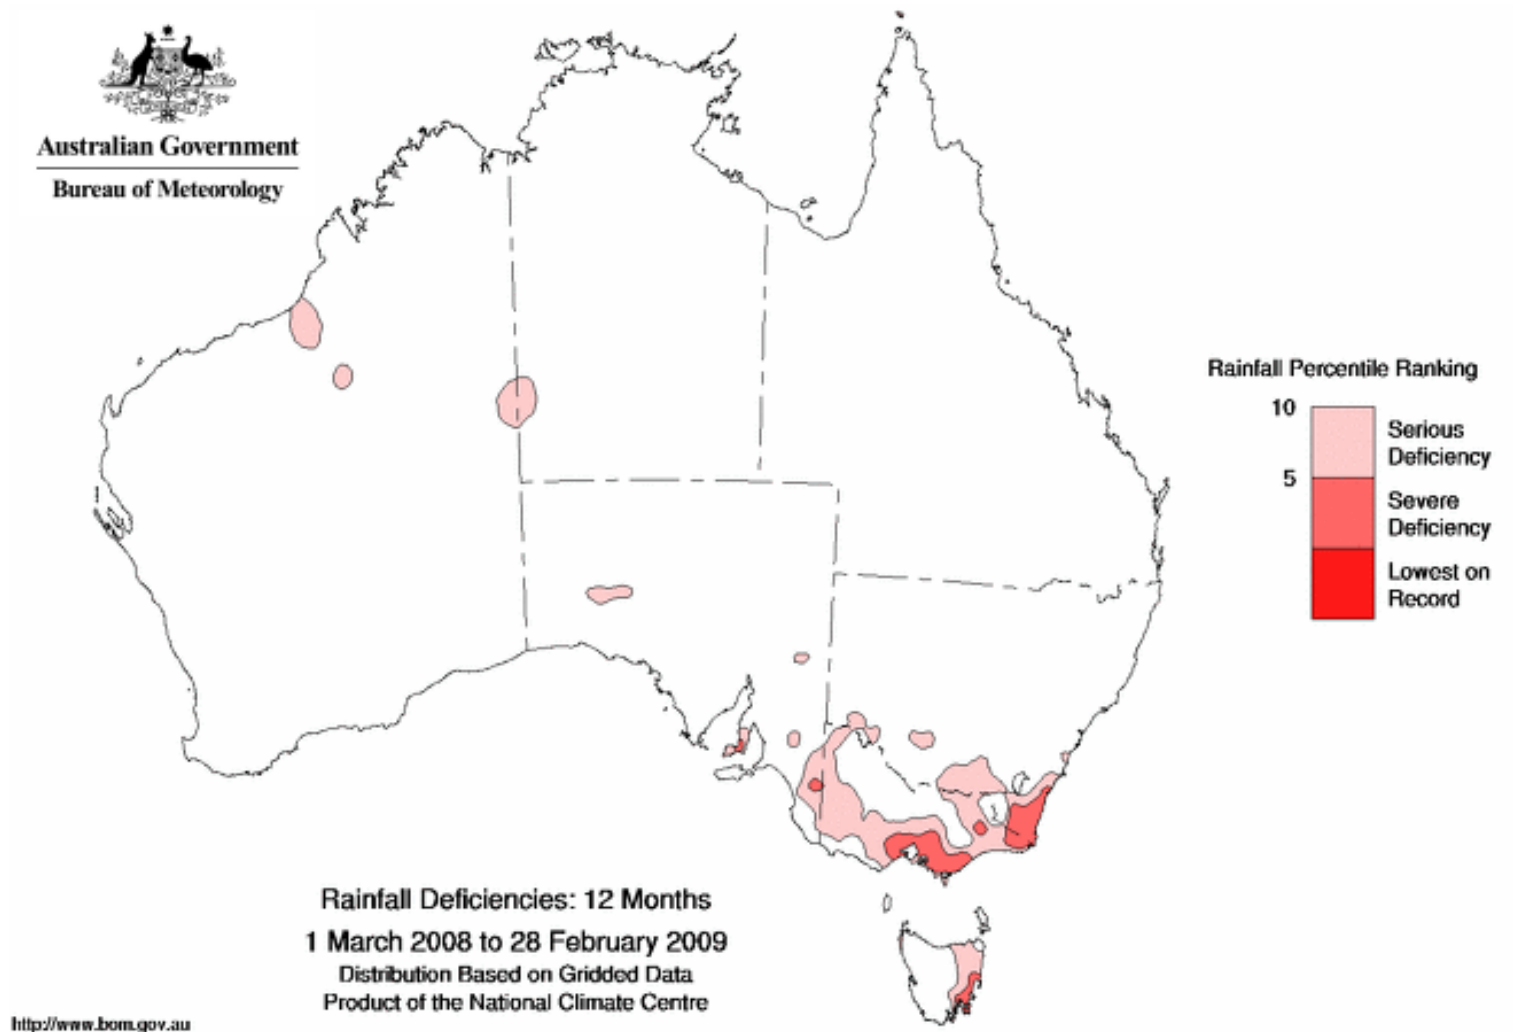 Australian Government
Bureau of Meteorology
Rainfall Percentile Ranking
10
Serious
Deficiency
5
Severe
Deficiency
Lowest on
Record
Rainfall Deficiencies: 12 Months
1 March 2008 to 28 February 2009
Distribution Based on Gridded Data
Product of the National Climate Centre
http://www.bom.gov.au